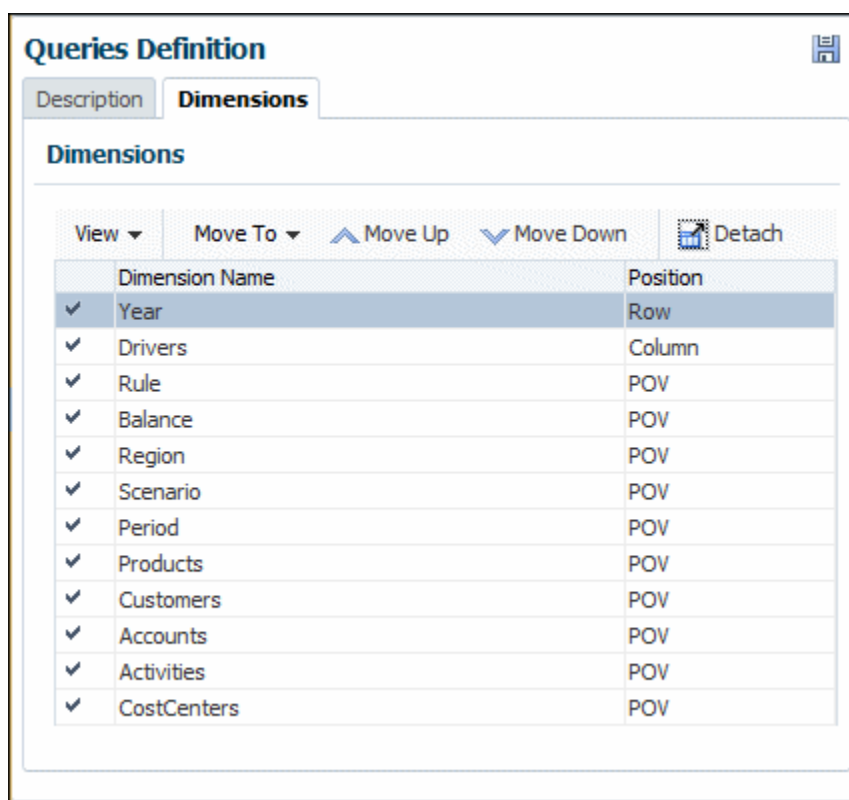 Queries Definition
Description Dimensions
Dimensions
View Move To Move Up Move Down Detach
Dimension Name Position
Year Row
Drivers Column
Rule POV
Balance POV
Region POV
Scenario POV
Period POV
Products POV
Customers POV
Accounts POV
Activities POV
CostCenters POV